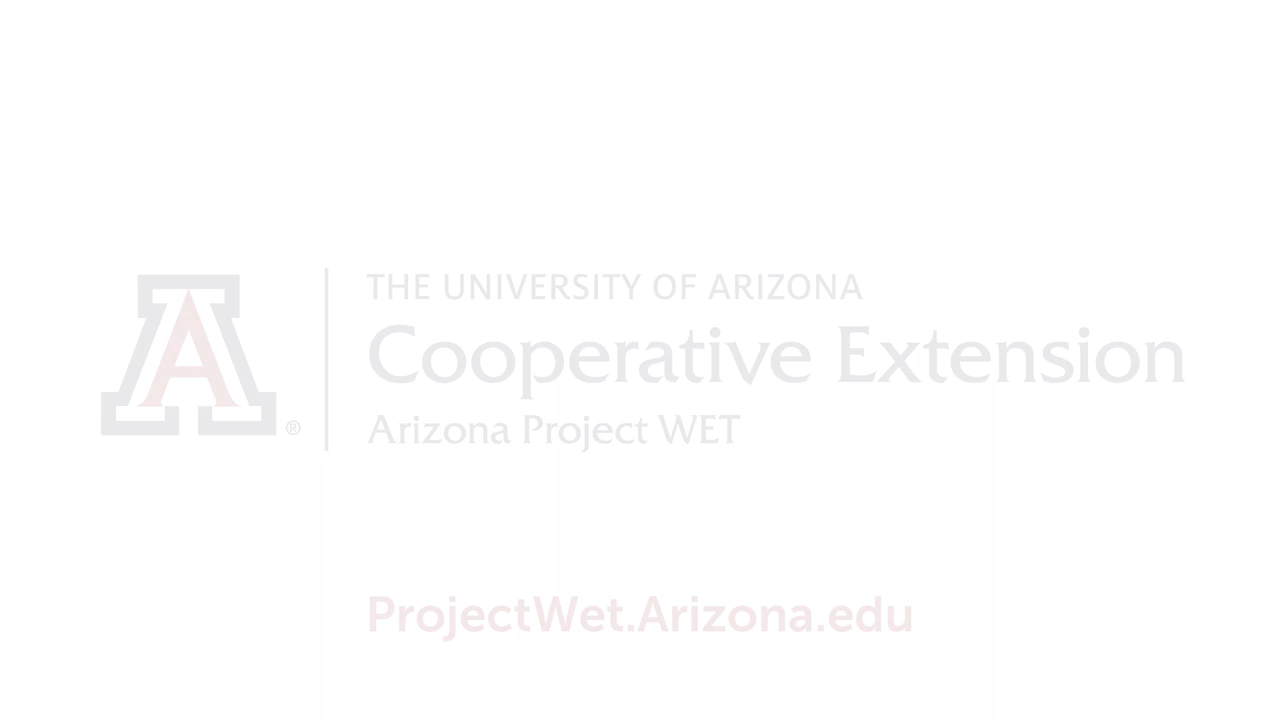 A®
THE UNIVERSITY OF ARIZONA
Cooperative Extension
Arizona Project WET
ProjectWet.Arizona.edu